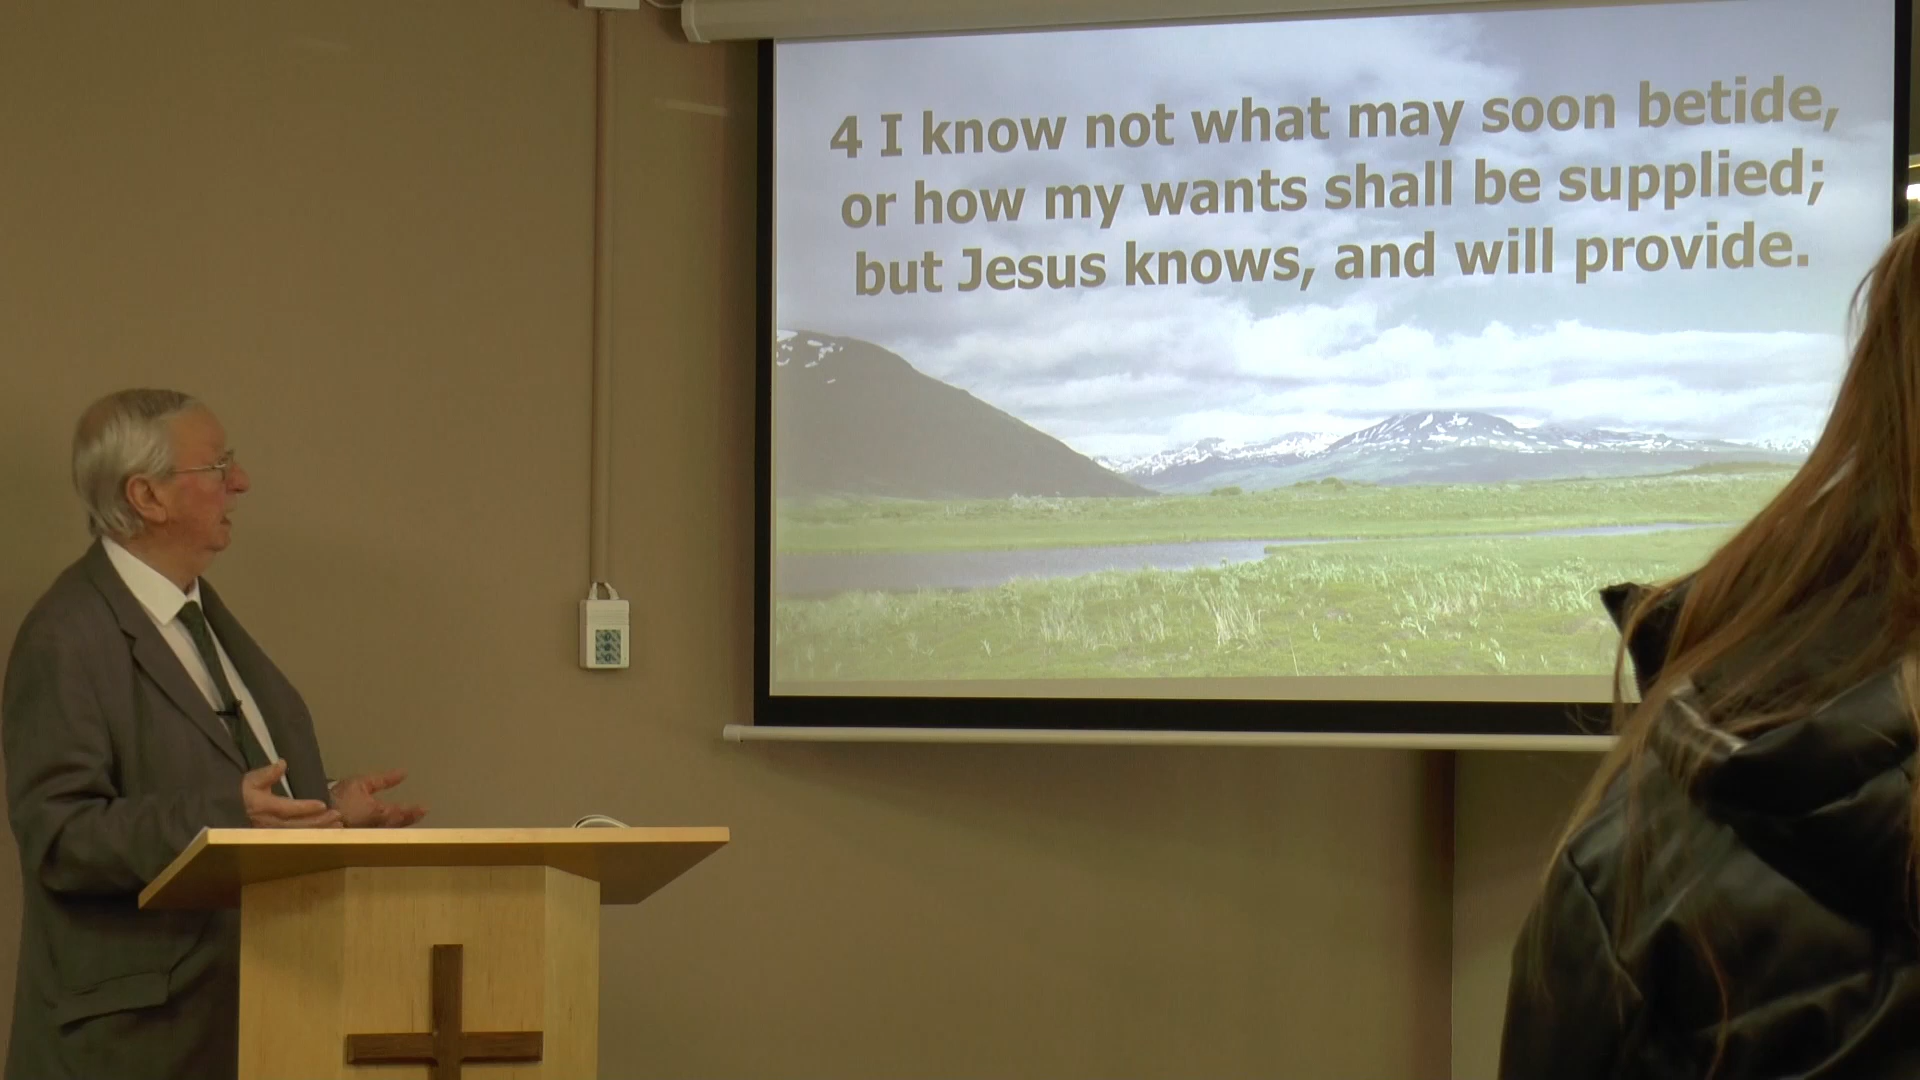 4 I know not what may soon betide,
or how my wants shall be supplied;
but Jesus knows, and will provide.